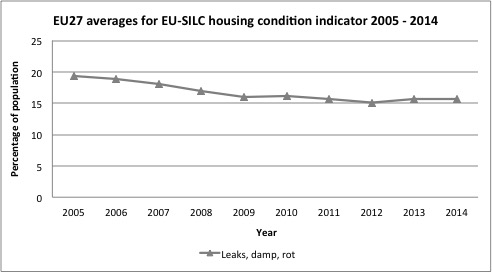 EU27 averages for EU-SILC housing condition indicator 2005 - 2014
Percentage of population
25
20
15
10
5
0
2005 2006 2007 2008 2009 2010 2011 2012 2013 2014
Year
Leaks, damp, rot